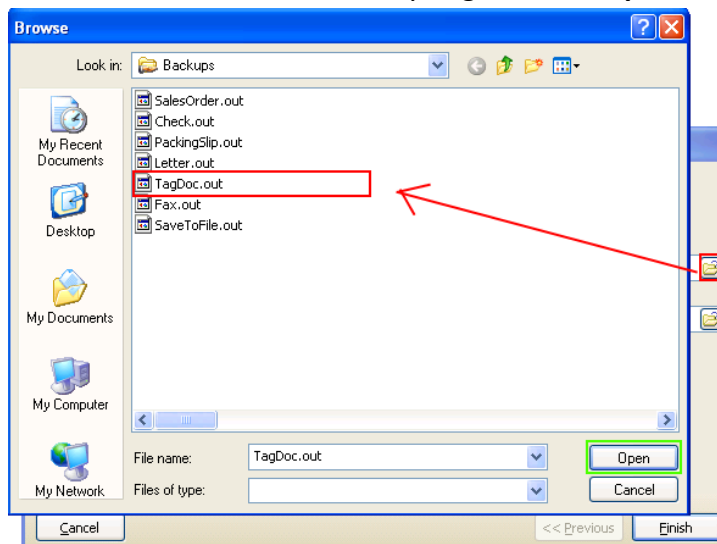 Browse
Look in: Backups
SalesOrder.out
Check.out
PackingSlip.out
Letter.out
TagDoc.out
Fax.out
SaveToFile.out
My Recent
Documents
Desktop
My Documents
My Computer
My Network
File name: TagDoc.out Open
Files of type: Cancel
Cancel << Previous Finish